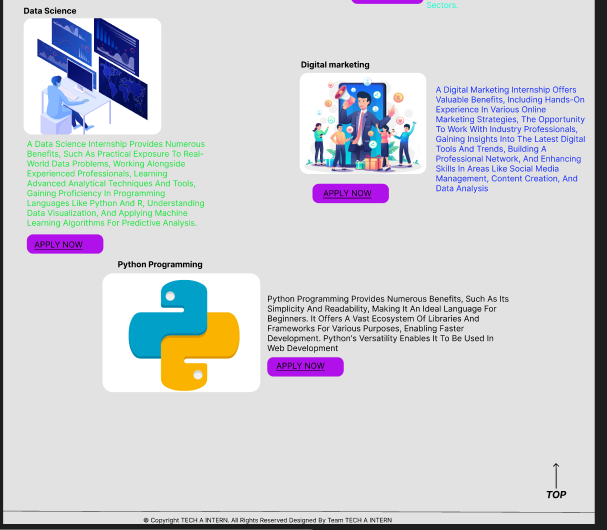 Sectors.
Data Science
A Data Science Internship Provides Numerous
Benefits, Such As Practical Exposure To Real-
World Data Problems, Working Alongside
Experienced Professionals, Learning
Advanced Analytical Techniques And Tools,
Gaining Proficiency In Programming
Languages Like Python And R, Understanding
Data Visualization, And Applying Machine
Learning Algorithms For Predictive Analysis.
APPLY NOW
Digital marketing
A Digital Marketing Internship Offers
Valuable Benefits, Including Hands-On
Experience In Various Online
Marketing Strategies, The Opportunity
To Work With Industry Professionals,
Gaining Insights Into The Latest Digital
Tools And Trends, Building A
Professional Network, And Enhancing
Skills In Areas Like Social Media
Management, Content Creation, And
Data Analysis
APPLY NOW
Python Programming
Python Programming Provides Numerous Benefits, Such As Its
Simplicity And Readability, Making It An Ideal Language For
Beginners. It Offers A Vast Ecosystem Of Libraries And
Frameworks For Various Purposes, Enabling Faster
Development. Python's Versatility Enables It To Be Used In
Web Development
APPLY NOW
TOP
© Copyright TECH A INTERN. All Rights Reserved Designed By Team TECH A INTERN